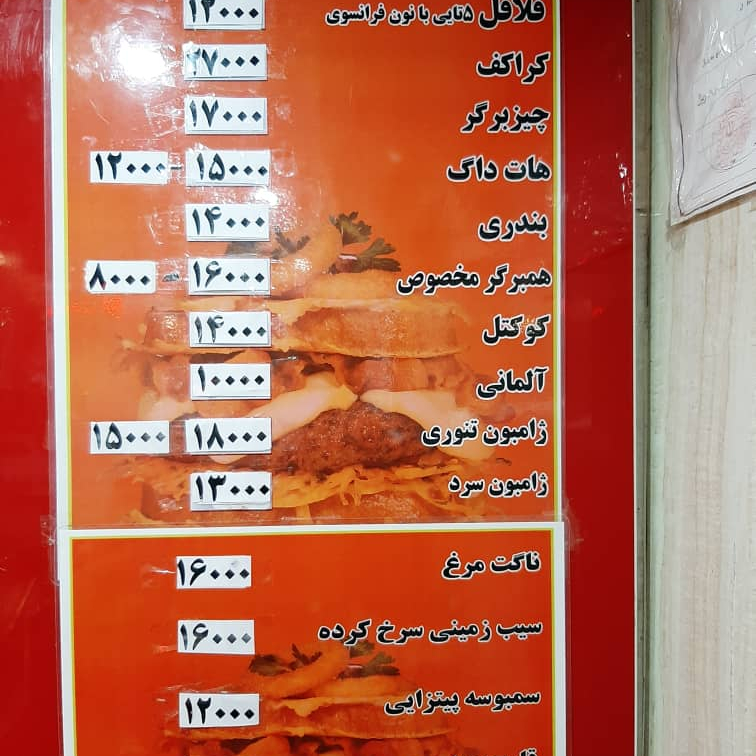 فلافل ۵تایی با نون فرانسوی ۱۲۰۰۰
کراکف ۲۷۰۰۰
چیزبرگر ۱۷۰۰۰
هات داگ ۱۵۰۰۰ - ۱۲۰۰۰
بندری ۱۴۰۰۰
همبرگر مخصوص ۱۶۰۰۰ - ۸۰۰۰
کوکتل ۱۴۰۰۰
آلمانی ۱۰۰۰۰
ژامبون تنوری ۱۸۰۰۰ ۱۵۰۰۰
ژامبون سرد ۱۳۰۰۰
ناگت مرغ ۱۶۰۰۰
سیب زمینی سرخ کرده ۱۶۰۰۰
سمبوسه پیتزایی ۱۲۰۰۰